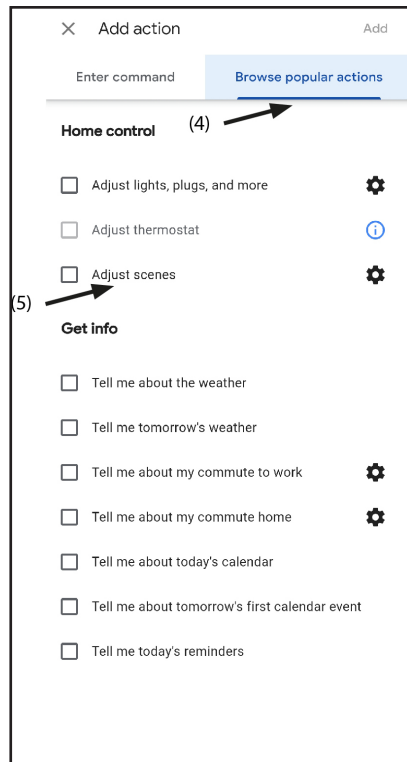 Add action
Add
Enter command
Browse popular actions
(4)
Home control
Adjust lights, plugs, and more
Adjust thermostat
Adjust scenes
(5)
Get info
Tell me about the weather
Tell me tomorrow's weather
Tell me about my commute to work
Tell me about my commute home
Tell me about today's calendar
Tell me about tomorrow's first calendar event
Tell me today's reminders